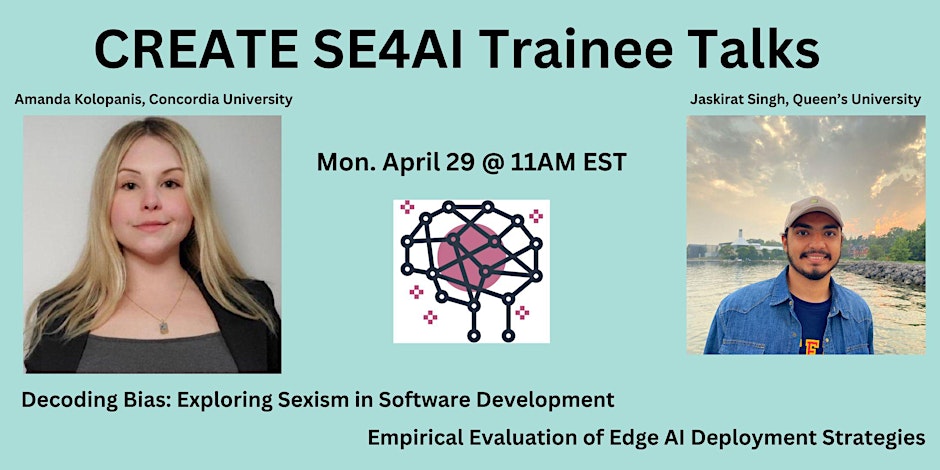 CREATE SE4AI Trainee Talks
Amanda Kolopanis, Concordia University
Jaskirat Singh, Queen’s University
Mon. April 29 @ 11AM EST
Decoding Bias: Exploring Sexism in Software Development
Empirical Evaluation of Edge AI Deployment Strategies